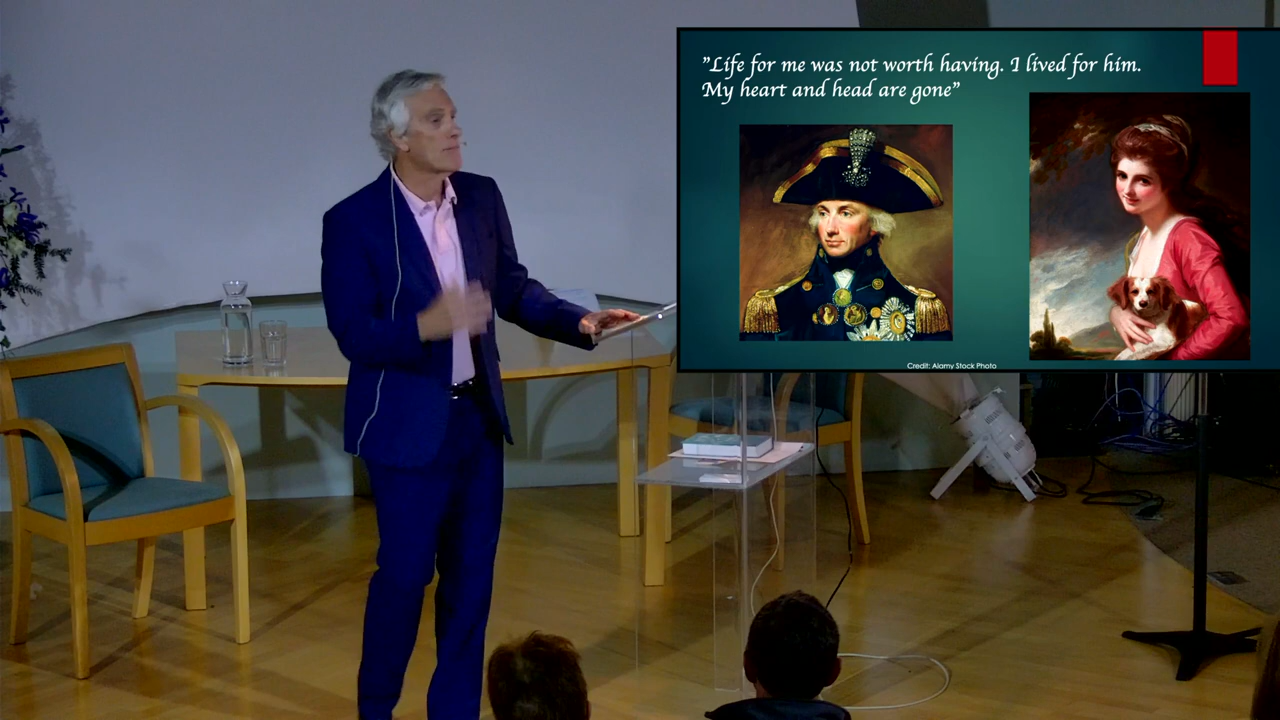 "Life for me was not worth having. I lived for him.
My heart and head are gone"
Credit: Alamy Stock Photo